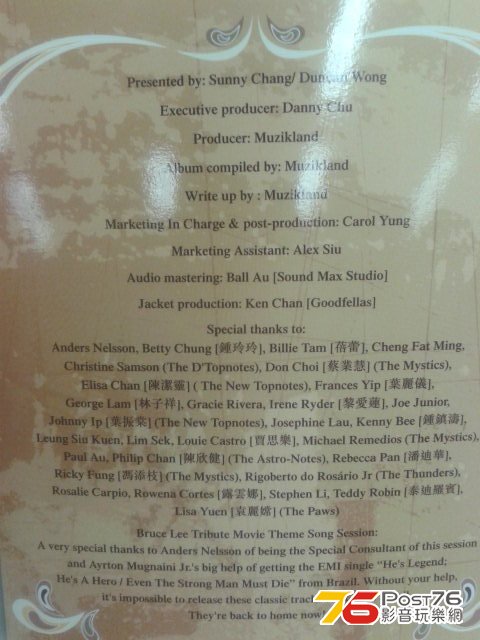 Presented by: Sunny Chang/ Duncan Wong
Executive producer: Danny Chu
Producer: Muzikland
Album compiled by: Muzikland
Write up by : Muzikland
Marketing In Charge & post-production: Carol Yung
Marketing Assistant: Alex Siu
Audio mastering: Ball Au [Sound Max Studio]
Jacket production: Ken Chan [Goodfellas]
Special thanks to:
Anders Nelsson, Betty Chung [鍾玲玲], Billie Tam [蓓蕾], Cheng Fat Ming,
Christine Samson (The D'Topnotes), Don Choi [蔡業慧] (The Mystics),
Elisa Chan [陳潔靈] ( The New Topnotes), Frances Yip [葉麗儀],
George Lam [林子祥], Gracie Rivera, Irene Ryder [黎愛蓮], Joe Junior,
Johnny Ip [葉振棠] (The New Topnotes), Josephine Lau, Kenny Bee [鍾鎮濤],
Leung Siu Kuen, Lim Sek, Louie Castro [賈思樂], Michael Remedios (The Mystics),
Paul Au, Philip Chan [陳欣健] (The Astro-Notes), Rebecca Pan [潘迪華],
Ricky Fung [馮添枝] (The Mystics), Rigoberto do Rosário Jr (The Thunders),
Rosalie Carpio, Rowena Cortes [露雲娜], Stephen Li, Teddy Robin [泰迪羅賓],
Lisa Yuen [袁麗嫦] (The Paws)
Bruce Lee Tribute Movie Theme Song Session:
A very special thanks to Anders Nelsson of being the Special Consultant of this session
and Ayrton Mugnaini Jr.'s big help of getting the EMI single "He's Legend;
He's A Hero / Even The Strong Man Must Die" from Brazil. Without your help,
it's impossible to release these classic
They're back to home now
76 Post76
影音玩樂網